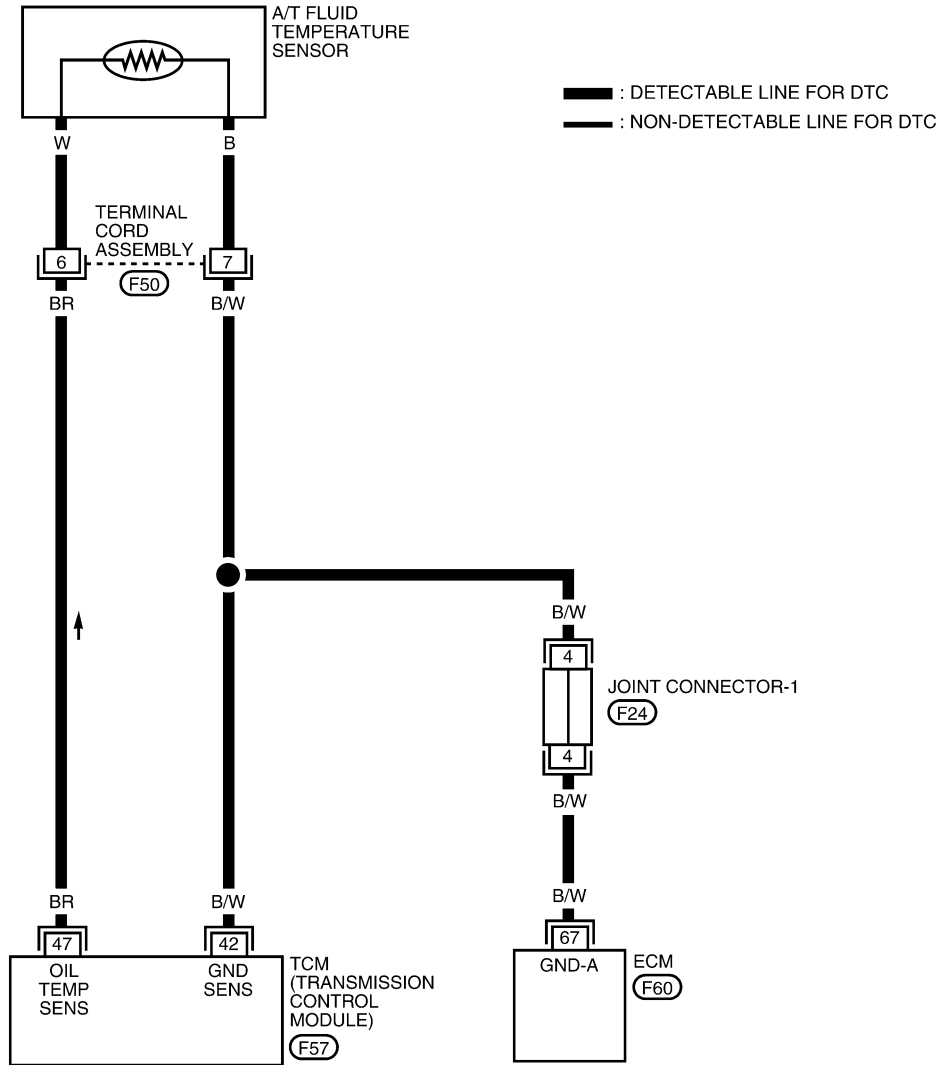 A/T FLUID
TEMPERATURE
SENSOR
: DETECTABLE LINE FOR DTC
: NON-DETECTABLE LINE FOR DTC
W
B
TERMINAL
CORD
ASSEMBLY
6
7
F50
BR
B/W
B/W
4
JOINT CONNECTOR-1
F24
4
B/W
BR
B/W
B/W
47
42
67
OIL
TEMP
SENS
GND
SENS
TCM
(TRANSMISSION
CONTROL
MODULE)
F57
GND-A
ECM
F60